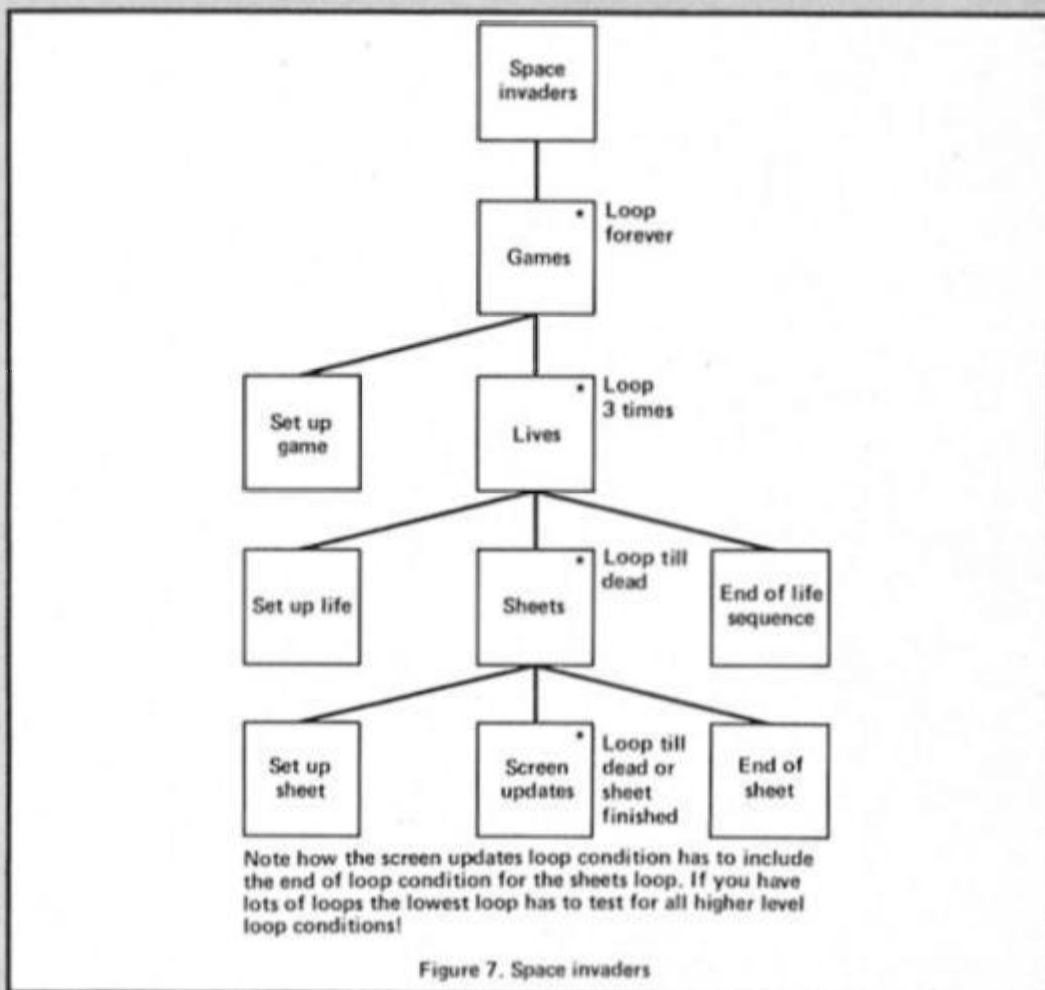 Space
invaders
* Loop
forever
Games
* Loop
3 times
Set up
game
Lives
* Loop till
dead
Set up life
Sheets
End of life
sequence
* Loop till
dead or
sheet
finished
Set up
sheet
Screen
updates
End of
sheet
Note how the screen updates loop condition has to include
the end of loop condition for the sheets loop. If you have
lots of loops the lowest loop has to test for all higher level
loop conditions!
Figure 7. Space invaders